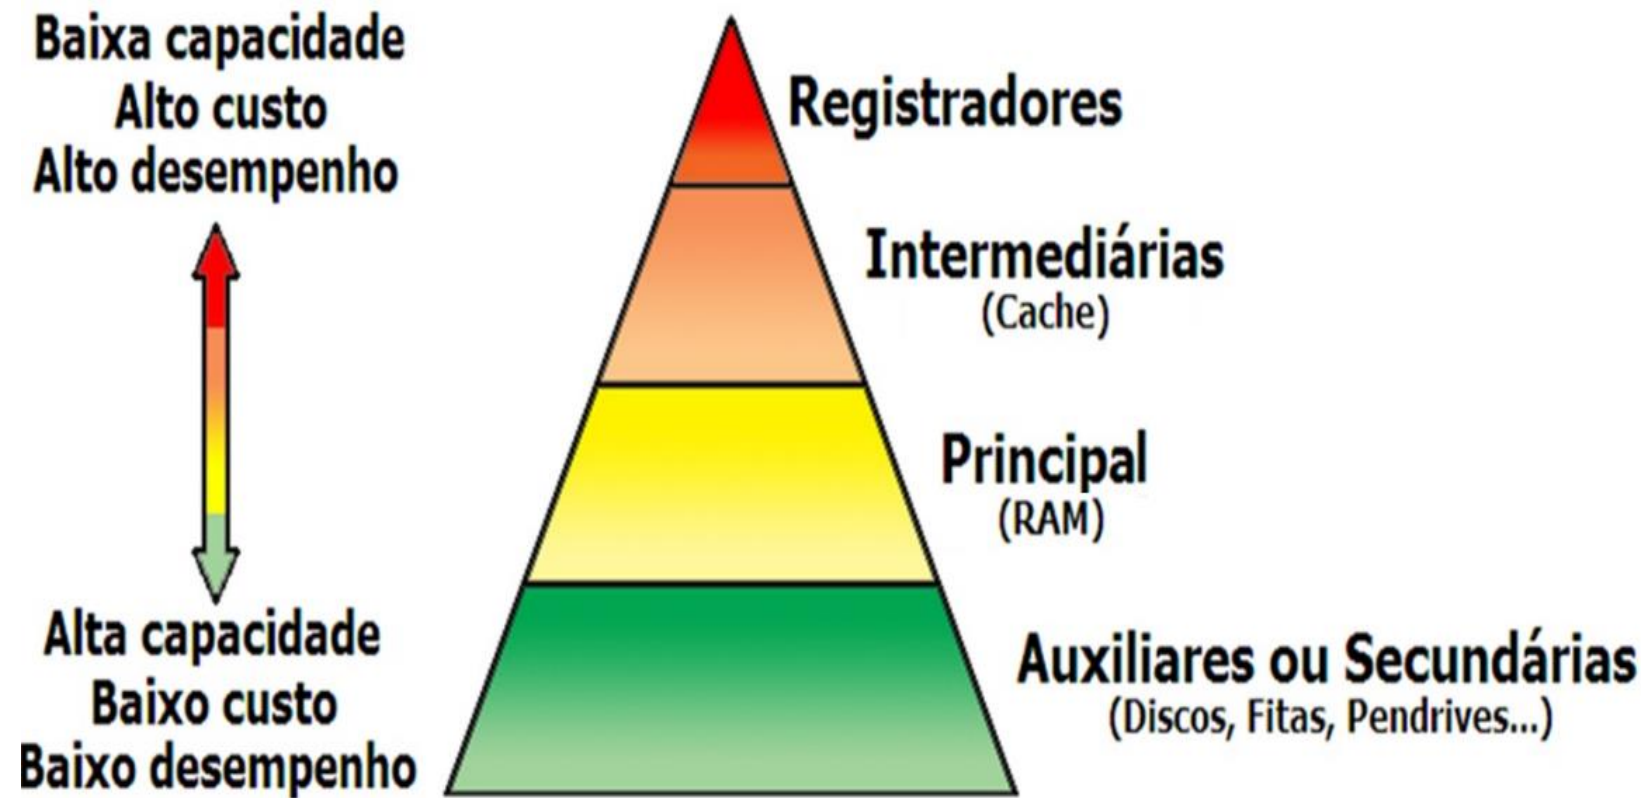 Baixa capacidade
Alto custo
Alto desempenho
Registradores
Intermediárias
(Cache)
Principal
(RAM)
Alta capacidade
Baixo custo
Baixo desempenho
Auxiliares ou Secundárias
(Discos, Fitas, Pendrives...)